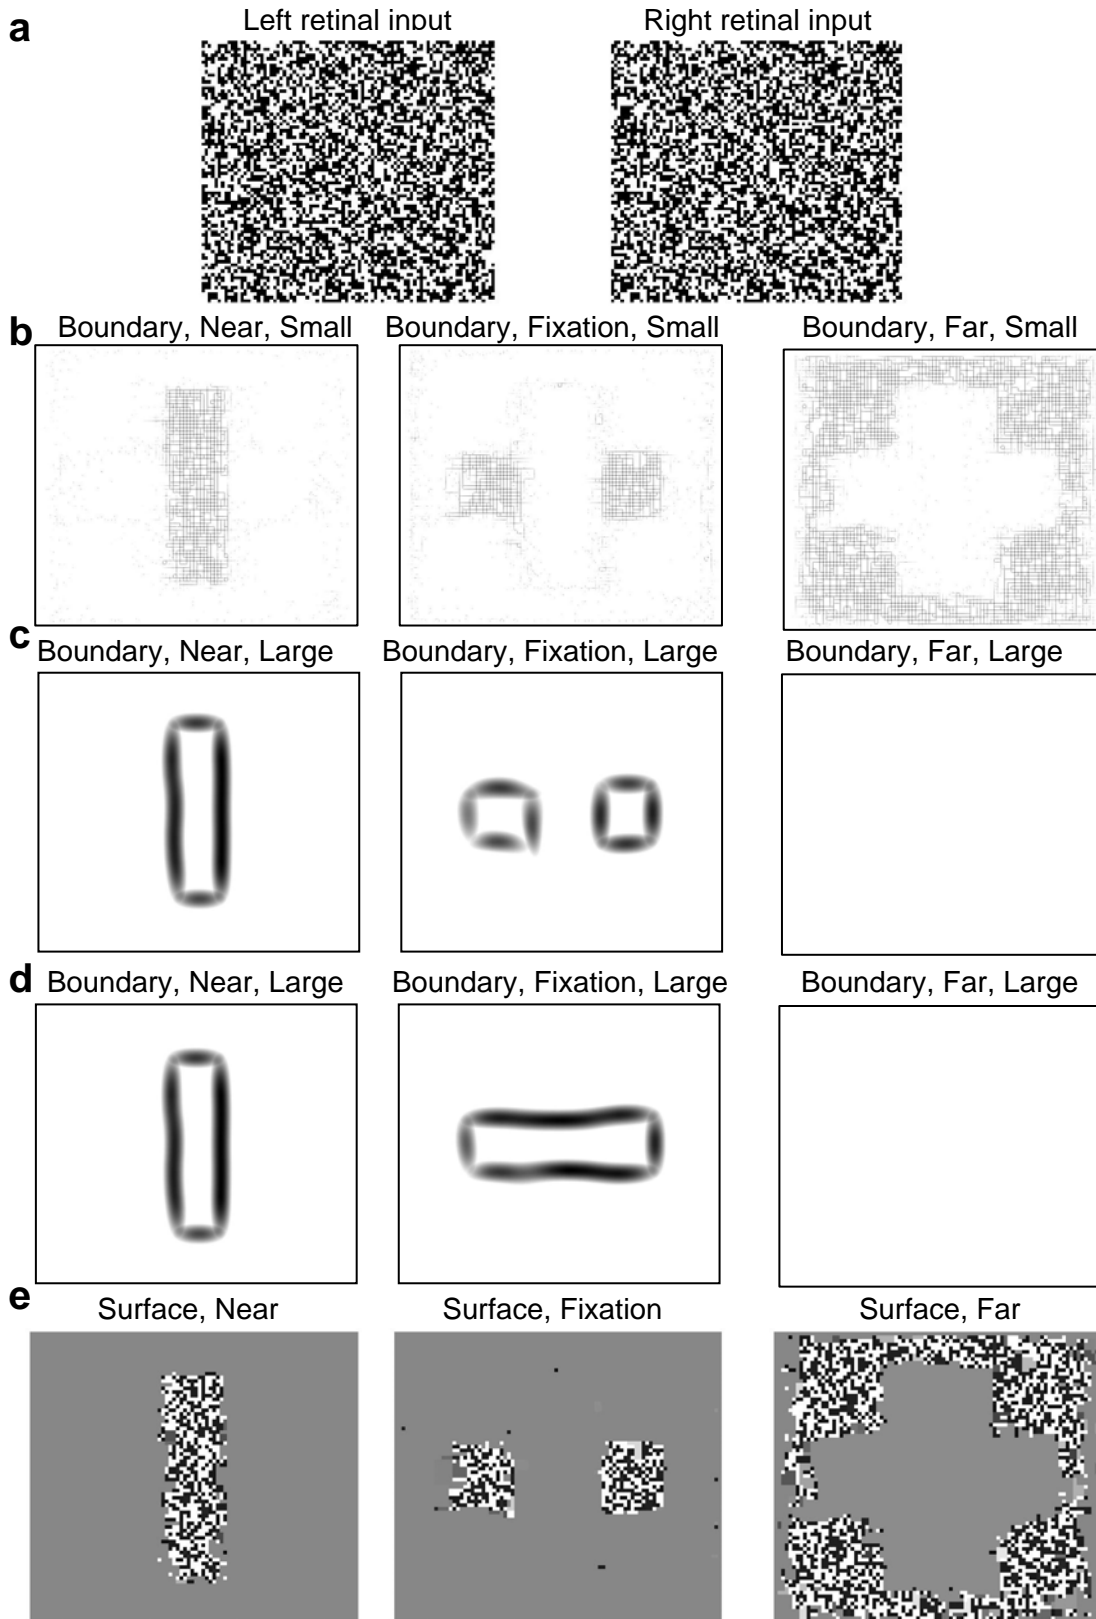 a
Left retinal input
Right retinal input
b
Boundary, Near, Small
Boundary, Fixation, Small
Boundary, Far, Small
c
Boundary, Near, Large
Boundary, Fixation, Large
Boundary, Far, Large
d
Boundary, Near, Large
Boundary, Fixation, Large
Boundary, Far, Large
e
Surface, Near
Surface, Fixation
Surface, Far